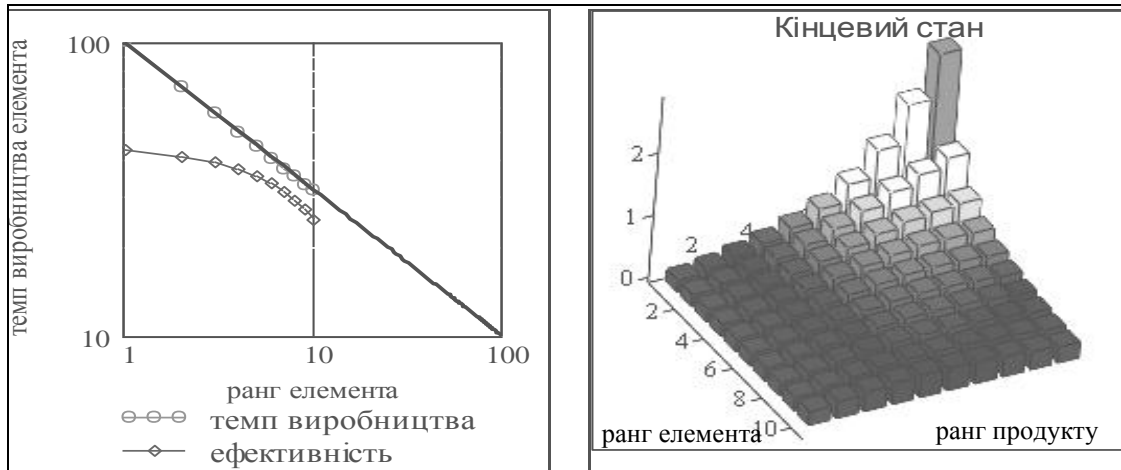 100
темп виробництва елемента
10
1
10
100
ранг елемента
темп виробництва
ефективність
Кінцевий стан
2
1
0
2
4
2
4
6
8
10
ранг елемента
ранг продукту